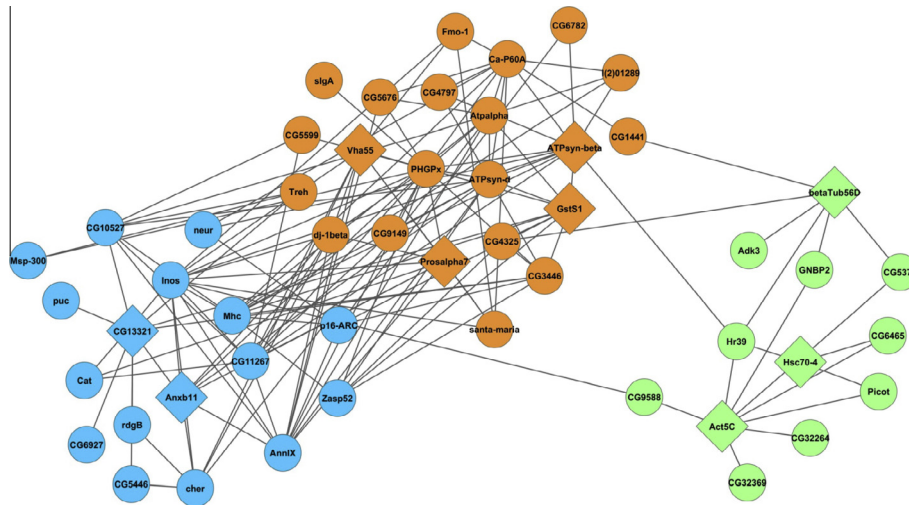 Fmo-1
CG6782
Ca-P60A
l(2)01289
slgA
CG5676
CG4797
Atpalpha
CG5599
Vha55
ATPsyn-beta
CG1441
PHGPx
ATPsyn-d
Treh
GstS1
betaTub56D
CG10527
neur
dj-1beta
CG9149
CG4325
Adk3
Msp-300
Prosalpha7
GNBP2
CG537
Inos
CG3446
puc
Mhc
p16-ARC
santa-maria
CG13321
Hr39
CG6465
CG11267
Hsc70-4
Cat
Anxb11
Zasp52
CG9588
Picot
rdgB
Act5C
CG6927
AnnIX
CG32264
CG5446
cher
CG32369